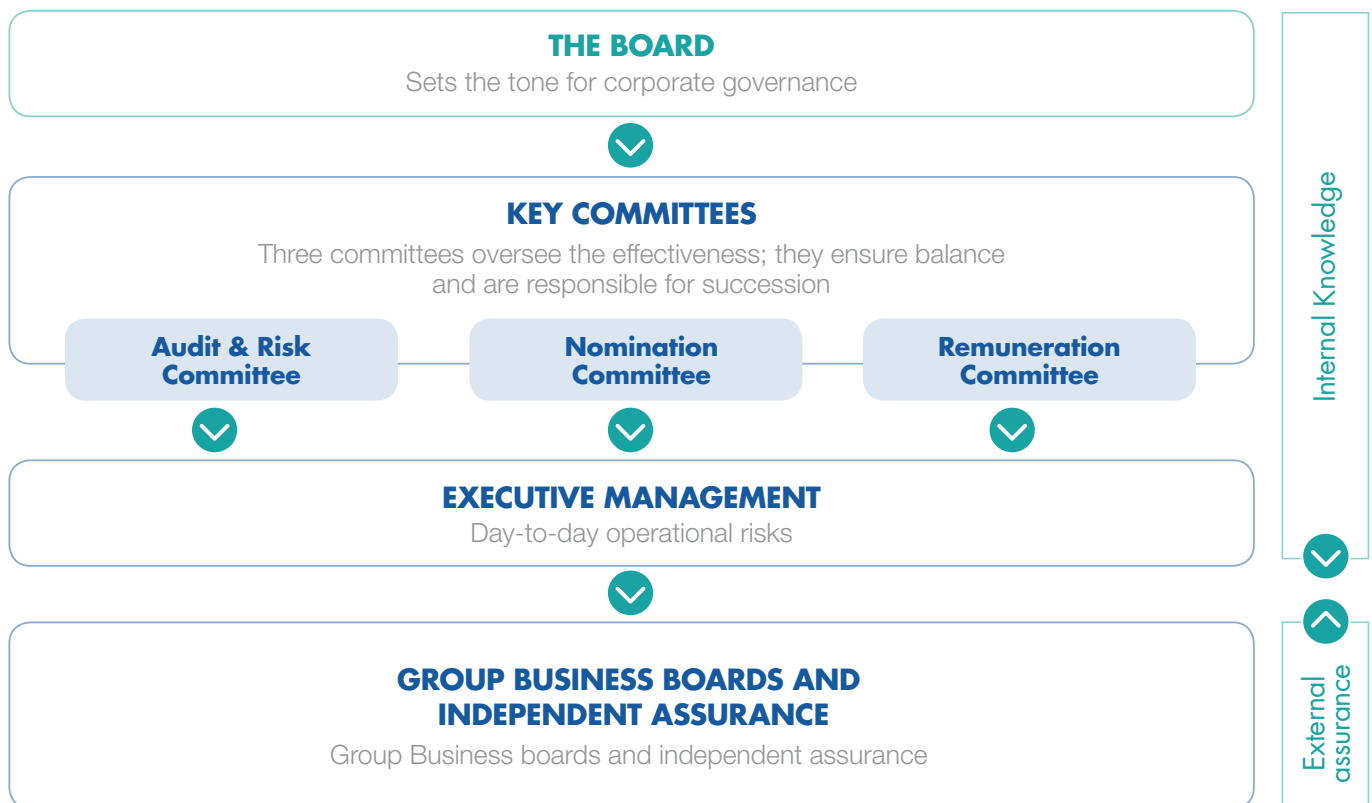 THE BOARD
Sets the tone for corporate governance
KEY COMMITTEES
Three committees oversee the effectiveness; they ensure balance
and are responsible for succession
Audit & Risk
Committee
Nomination
Committee
Remuneration
Committee
EXECUTIVE MANAGEMENT
Day-to-day operational risks
GROUP BUSINESS BOARDS AND
INDEPENDENT ASSURANCE
Group Business boards and independent assurance
Internal Knowledge
External
assurance